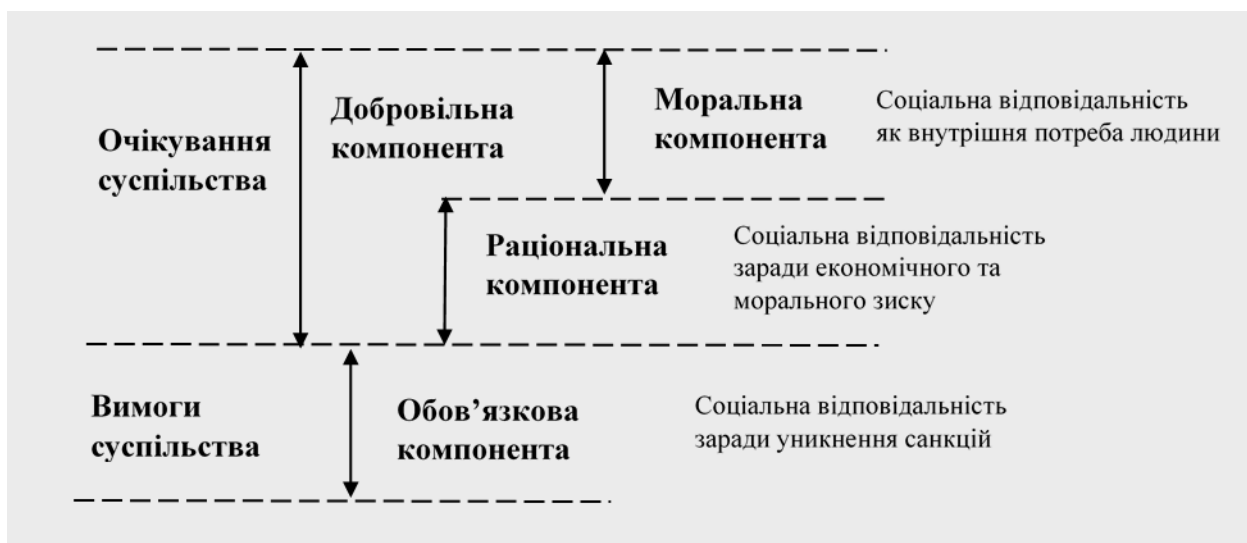 Очікування
суспільства
Добровільна
компонента
Моральна
компонента
Соціальна відповідальність
як внутрішня потреба людини
Раціональна
компонента
Соціальна відповідальність
заради економічного та
морального зиску
Вимоги
суспільства
Обов’язкова
компонента
Соціальна відповідальність
заради уникнення санкцій